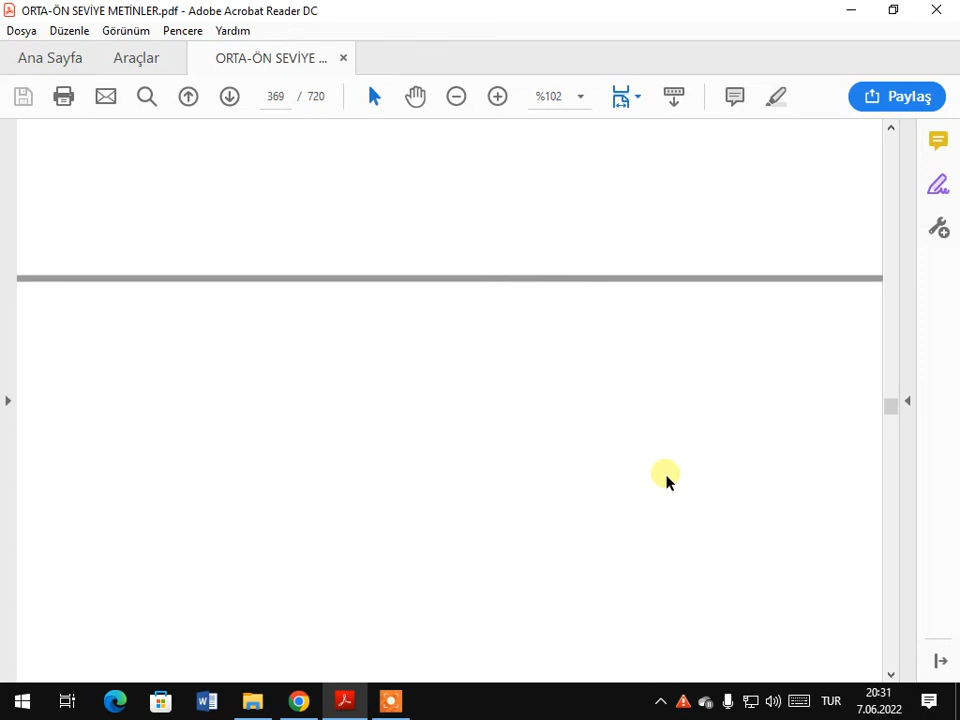 ORTA-ÖN SEVİYE METİNLER.pdf - Adobe Acrobat Reader DC
Dosya Düzenle Görünüm Pencere Yardım
Ana Sayfa Araçlar ORTA-ÖN SEVİYE ...
369 / 720 %102 Paylaş
TUR
20:31
7.06.2022